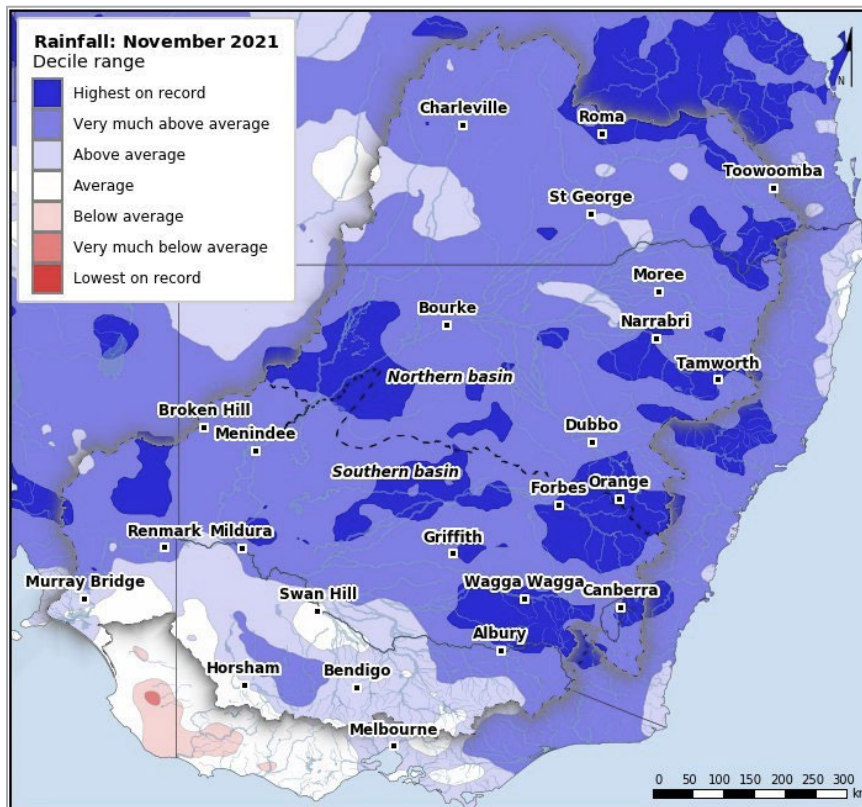 Rainfall: November 2021
Decile range
Highest on record
Very much above average
Above average
Average
Below average
Very much below average
Lowest on record
N
Charleville
Roma
Toowoomba
St George
Moree
Bourke
Narrabri
Tamworth
Northern basin
Broken Hill
Menindee
Dubbo
Southern basin
Forbes
Orange
Renmark
Mildura
Griffith
Murray Bridge
Swan Hill
Wagga Wagga
Canberra
Albury
Horsham
Bendigo
Melbourne
0 50 100 150 200 250 300
km